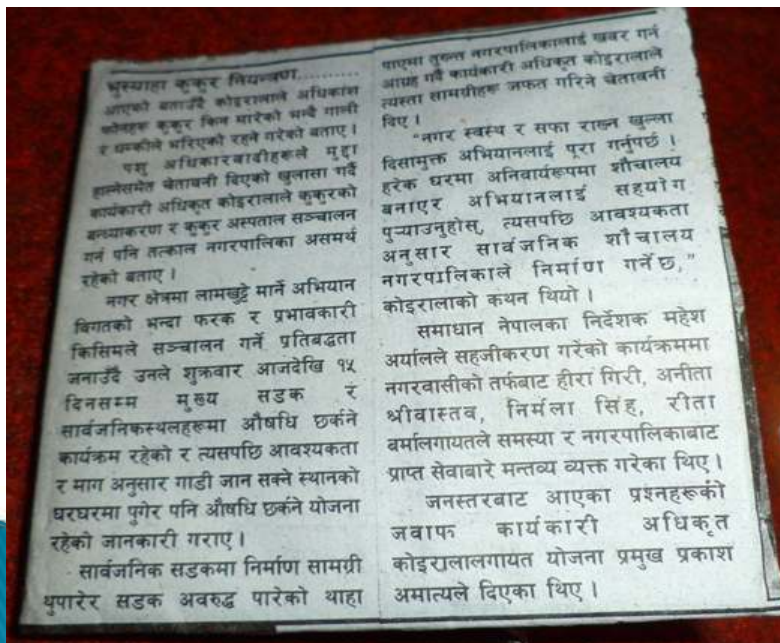 भुस्याहा कुकुर नियन्त्रण..........
आएको बताउँदै कोइरालाले अधिकांश
फोनहरू कुकुर किन मारेको भन्दै गाली
र धम्कीले भरिएको रहने गरेको बताए ।
पशु अधिकारवादीहरूले मुद्दा
हाल्नेसमेत चेतावनी दिएको खुलासा गर्दै
कार्यकारी अधिकृत कोइरालाले कुकुरको
बन्ध्याकरण र कुकुर अस्पताल सञ्चालन
गर्न पनि तत्काल नगरपालिका असमर्थ
रहेको बताए ।
नगर क्षेत्रमा लामखुट्टे मार्ने अभियान
बिगतको भन्दा फरक र प्रभावकारी
किसिमले सञ्चालन गर्ने प्रतिबद्धता
जनाउँदै उनले शुक्रवार आजदेखि १५
दिनसम्म मुख्य सडक र
सार्वजनिकस्थलहरूमा औषधि छर्कने
कार्यक्रम रहेको र त्यसपछि आवश्यकता
र माग अनुसार गाडी जान सक्ने स्थानको
घरघरमा पुगेर पनि औषधि छर्कने योजना
रहेको जानकारी गराए ।
सार्वजनिक सडकमा निर्माण सामग्री
थुपारेर सडक अवरुद्ध पारेको थाहा
पाएमा तुरुन्त नगरपालिकालाई खबर गर्न
आग्रह गर्दै कार्यकारी अधिकृत कोइरालाले
त्यस्ता सामग्रीहरू जफत गरिने चेतावनी
दिए ।
"नगर स्वस्थ र सफा राख्न खुल्ला
दिसामुक्त अभियानलाई पूरा गर्नुपर्छ ।
हरेक घरमा अनिवार्यरूपमा शौचालय
बनाएर अभियानलाई सहयोग
पुऱ्याउनुहोस्, त्यसपछि आवश्यकता
अनुसार सार्वजनिक शौचालय
नगरपालिकाले निर्माण गर्नेछ,"
कोइरालाको कथन थियो ।
समाधान नेपालका निर्देशक महेश
अर्यालले सहजीकरण गरेको कार्यक्रममा
नगरवासीको तर्फबाट हीरा गिरी, अनीता
श्रीवास्तव, निर्मला सिंह, रीता
बर्मालगायतले समस्या र नगरपालिकाबाट
प्राप्त सेवाबारे मन्तव्य व्यक्त गरेका थिए ।
जनस्तरबाट आएका प्रश्नहरूको
जवाफ कार्यकारी अधिकृत
कोइरालालगायत योजना प्रमुख प्रकाश
अमात्यले दिएका थिए ।